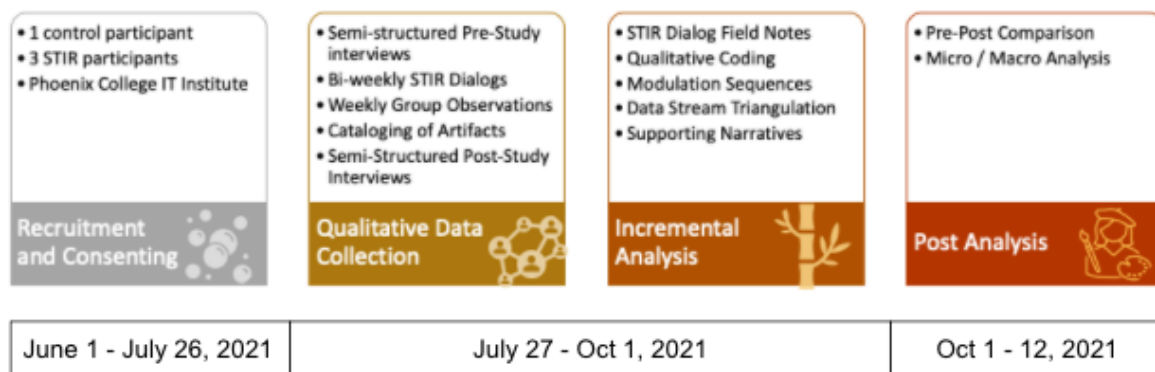 • 1 control participant
• 3 STIR participants
• Phoenix College IT Institute
Recruitment
and Consenting
• Semi-structured Pre-Study
interviews
• Bi-weekly STIR Dialogs
• Weekly Group Observations
• Cataloging of Artifacts
• Semi-Structured Post-Study
Interviews
Qualitative Data
Collection
• STIR Dialog Field Notes
• Qualitative Coding
• Modulation Sequences
• Data Stream Triangulation
• Supporting Narratives
Incremental
Analysis
• Pre-Post Comparison
• Micro / Macro Analysis
Post Analysis
June 1 - July 26, 2021
July 27 - Oct 1, 2021
Oct 1 - 12, 2021